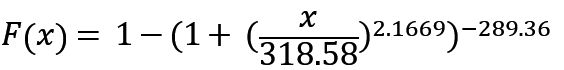 F(x) = 1−(1+ (x/318.58)^2.1669)^−289.36